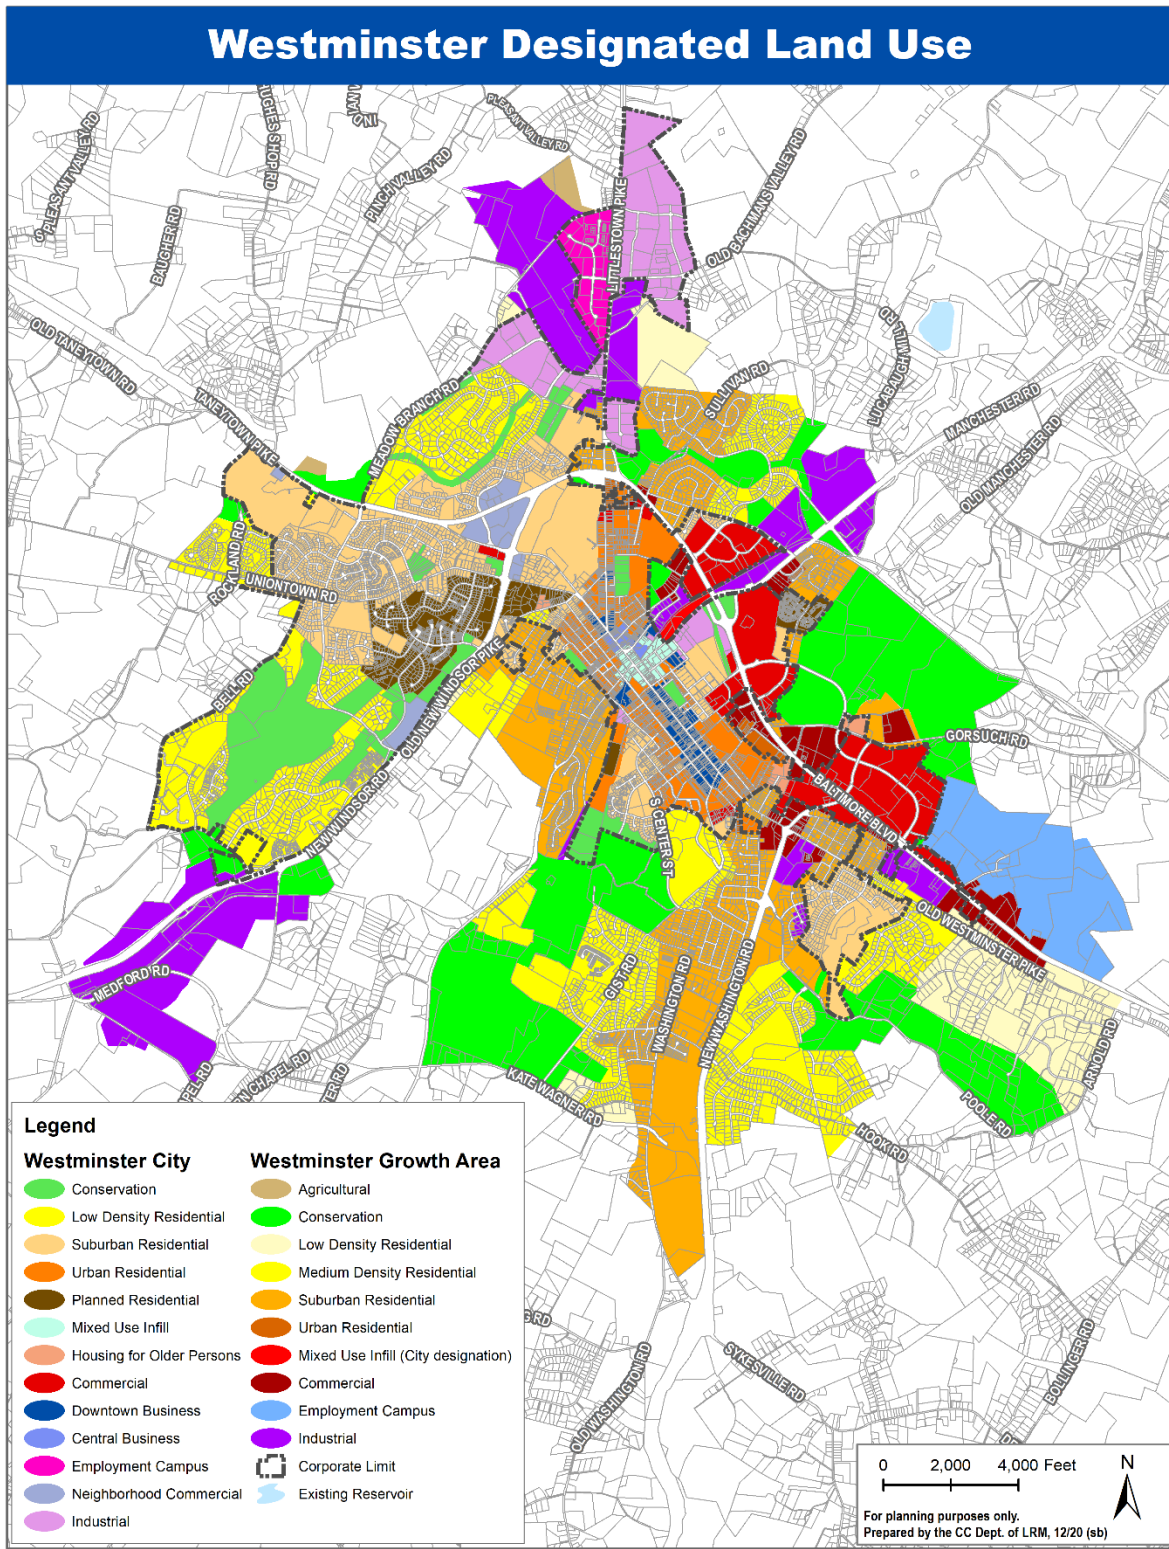 Westminster Designated Land Use
PLEASANT VALLEY RD
S PLEASANT VALLEY RD
HUGHES SHOP RD
PINCH VALLEY RD
BAUGHER RD
LITTLESTOWN PIKE
OLD BACHMANS VALLEY RD
OLD TANEYTOWN RD
TANEYTOWN PIKE
MEADOW BRANCH RD
SULLIVAN RD
LUCABAUGH MILL RD
MANCHESTER RD
OLD MANCHESTER RD
ROCKLAND RD
UNIONTOWN RD
BELL RD
OLD NEW WINDSOR PIKE
NEW WINDSOR RD
GORSUCH RD
BALTIMORE BLVD
S CENTER ST
OLD WESTMINSTER PIKE
MEDFORD RD
GIST RD
WASHINGTON RD
NEW WASHINGTON RD
ARNOLD RD
KATE WAGNER RD
POOLE RD
HOOK RD
SYKESVILLE RD
OLD WASHINGTON RD
BOLLINGER RD
Legend
Westminster City
Conservation
Low Density Residential
Suburban Residential
Urban Residential
Planned Residential
Mixed Use Infill
Housing for Older Persons
Commercial
Downtown Business
Central Business
Employment Campus
Neighborhood Commercial
Industrial
Westminster Growth Area
Agricultural
Conservation
Low Density Residential
Medium Density Residential
Suburban Residential
Urban Residential
Mixed Use Infill (City designation)
Commercial
Employment Campus
Industrial
Corporate Limit
Existing Reservoir
0 2,000 4,000 Feet
N
For planning purposes only.
Prepared by the CC Dept. of LRM, 12/20 (sb)